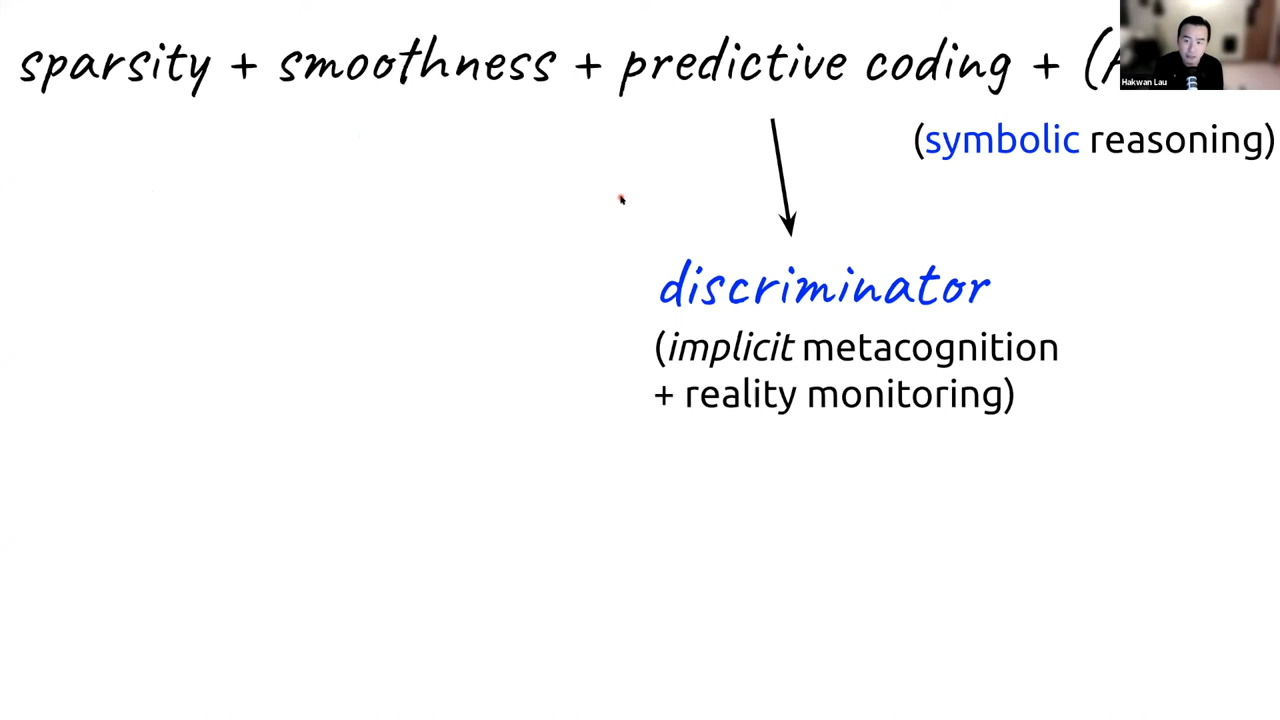 sparsity + smoothness + predictive coding + (
Hakwan Lau
(symbolic reasoning)
discriminator
(implicit metacognition
+ reality monitoring)